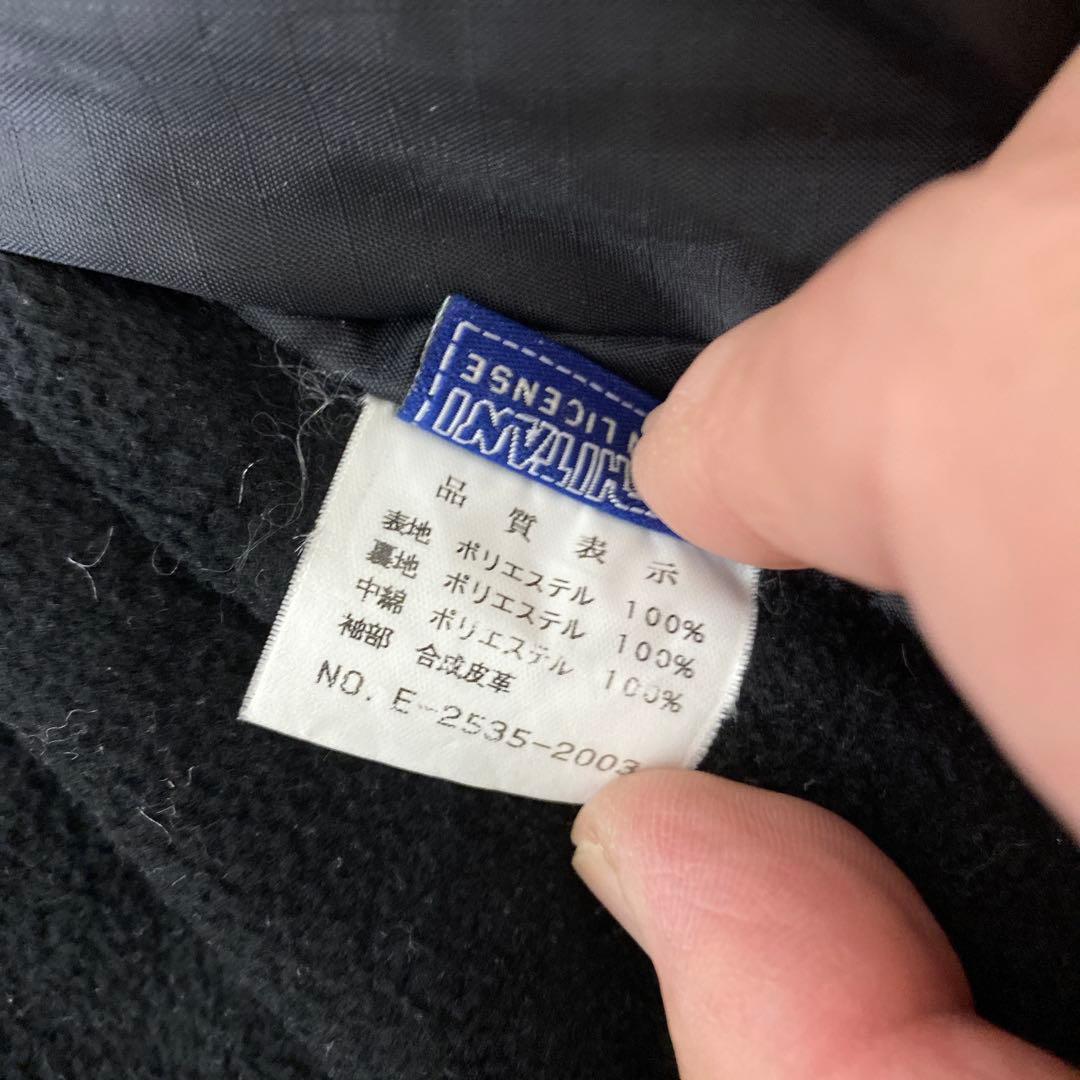 LICENSE
品質表示
表地 ポリエステル 100%
裏地 ポリエステル 100%
中綿 ポリエステル 100%
袖部 合成皮革
NO. E-2535-2003